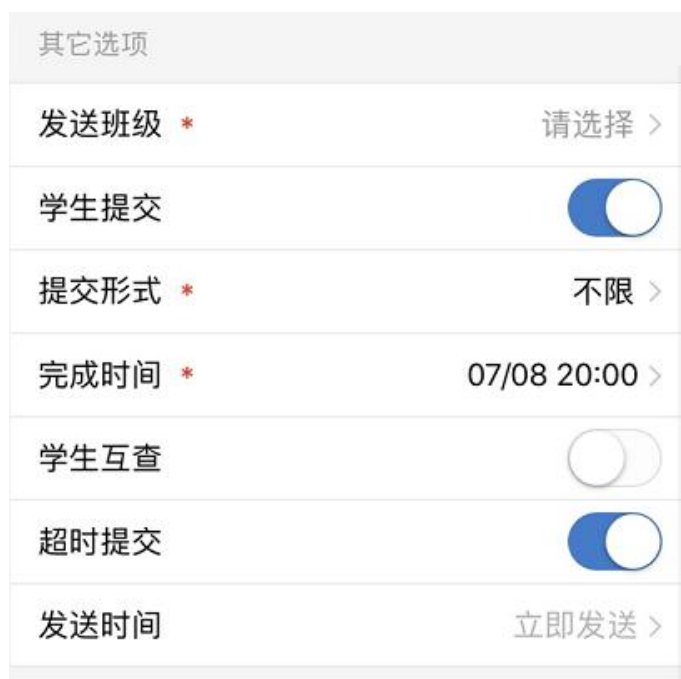 其它选项
发送班级 * 请选择 >
学生提交
提交形式 * 不限 >
完成时间 * 07/08 20:00 >
学生互查
超时提交
发送时间 立即发送 >